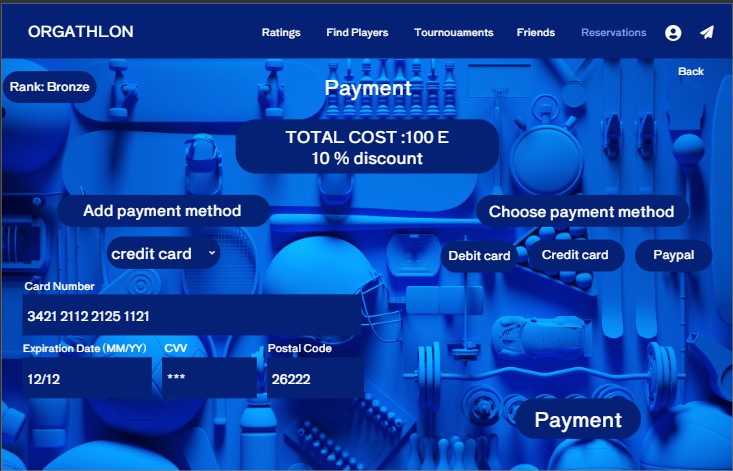 ORGATHLON
Ratings
Find Players
Tournouaments
Friends
Reservations
Back
Rank: Bronze
Payment
TOTAL COST :100 E
10 % discount
Add payment method
Choose payment method
credit card
Debit card
Credit card
Paypal
Card Number
3421 2112 2125 1121
Expiration Date (MM/YY)
CVV
Postal Code
12/12
***
26222
Payment